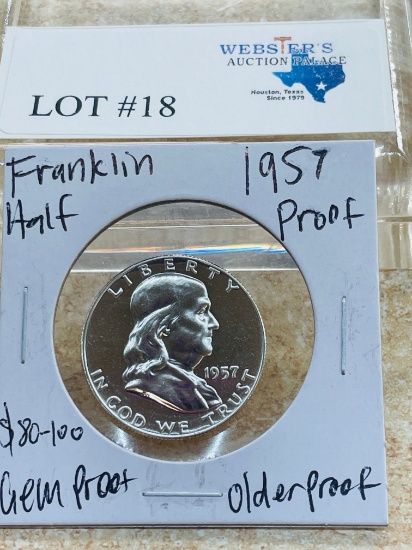 WEBSTER'S
AUCTION PALACE
Houston, Texas
Since 1979
LOT #18
Franklin 1957
Half Proof
LIBERTY
1957
IN GOD WE TRUST
$80-100
Gem Proof
older proof